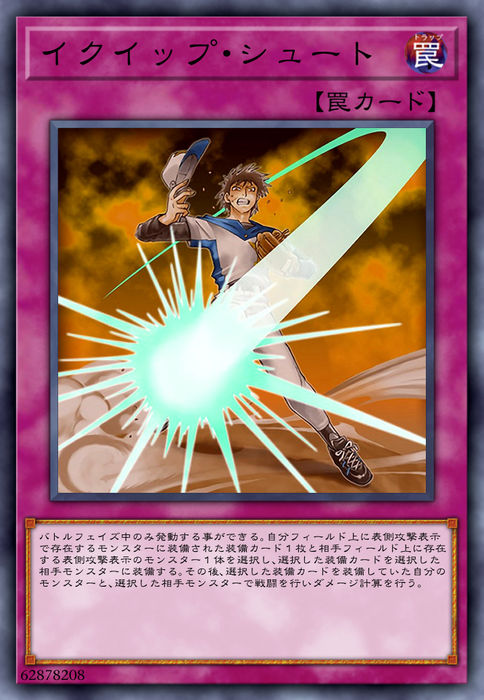 イクイップ・シュート
トラップ
罠
【罠カード】
バトルフェイズ中のみ発動する事ができる。自分フィールド上に表側攻撃表示
で存在するモンスターに装備された装備カード１枚と相手フィールド上に存在
する表側攻撃表示のモンスター１体を選択し、選択した装備カードを選択した
相手モンスターに装備する。その後、選択した装備カードを装備していた自分の
モンスターと、選択した相手モンスターで戦闘を行いダメージ計算を行う。
62878208